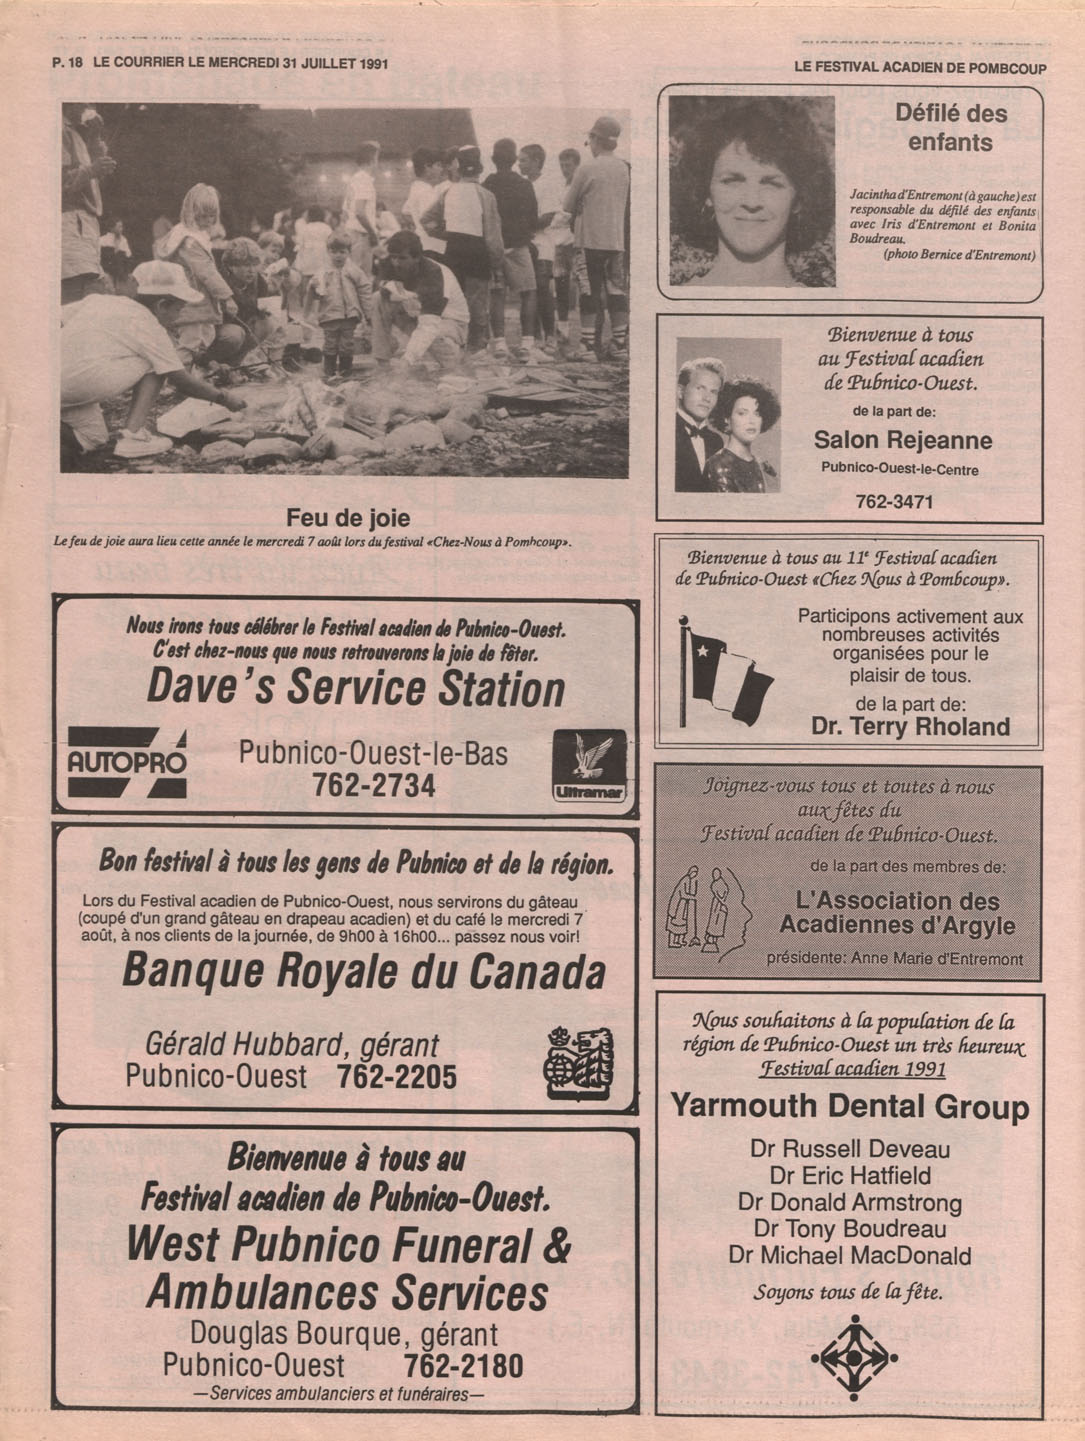 P. 18 LE COURRIER LE MERCREDI 31 JUILLET 1991
LE FESTIVAL ACADIEN DE POMBCOUP
Feu de joie
Le feu de joie aura lieu cette année le mercredi 7 août lors du festival «Chez-Nous à Pombcoup».
Nous irons tous célébrer le Festival acadien de Pubnico-Ouest.
C'est chez-nous que nous retrouverons la joie de fêter.
Dave's Service Station
AUTOPRO
Pubnico-Ouest-le-Bas
762-2734
Ultramar
Bon festival à tous les gens de Pubnico et de la région.
Lors du Festival acadien de Pubnico-Ouest, nous servirons du gâteau
(coupé d'un grand gâteau en drapeau acadien) et du café le mercredi 7
août, à nos clients de la journée, de 9h00 à 16h00... passez nous voir!
Banque Royale du Canada
Gérald Hubbard, gérant
Pubnico-Ouest 762-2205
Bienvenue à tous au
Festival acadien de Pubnico-Ouest.
West Pubnico Funeral &
Ambulances Services
Douglas Bourque, gérant
Pubnico-Ouest 762-2180
—Services ambulanciers et funéraires—
Défilé des
enfants
Jacintha d'Entremont (à gauche) est
responsable du défilé des enfants
avec Iris d'Entremont et Bonita
Boudreau.
(photo Bernice d'Entremont)
Bienvenue à tous
au Festival acadien
de Pubnico-Ouest.
de la part de:
Salon Rejeanne
Pubnico-Ouest-le-Centre
762-3471
Bienvenue à tous au 11e Festival acadien
de Pubnico-Ouest «Chez Nous à Pombcoup».
Participons activement aux
nombreuses activités
organisées pour le
plaisir de tous.
de la part de:
Dr. Terry Rholand
Joignez-vous tous et toutes à nous
aux fêtes du
Festival acadien de Pubnico-Ouest.
de la part des membres de:
L'Association des
Acadiennes d'Argyle
présidente: Anne Marie d'Entremont
Nous souhaitons à la population de la
région de Pubnico-Ouest un très heureux
Festival acadien 1991
Yarmouth Dental Group
Dr Russell Deveau
Dr Eric Hatfield
Dr Donald Armstrong
Dr Tony Boudreau
Dr Michael MacDonald
Soyons tous de la fête.